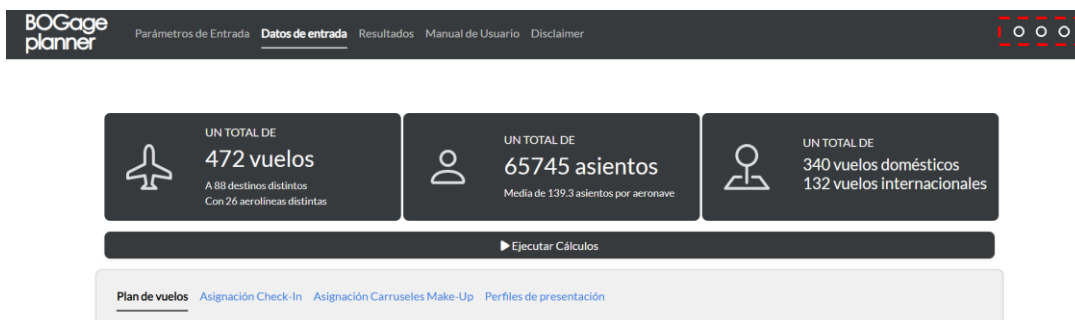 BOGage
planner
Parámetros de Entrada Datos de entrada Resultados Manual de Usuario Disclaimer
UN TOTAL DE
472 vuelos
A 88 destinos distintos
Con 26 aerolíneas distintas
UN TOTAL DE
65745 asientos
Media de 139.3 asientos por aeronave
UN TOTAL DE
340 vuelos domésticos
132 vuelos internacionales
Ejecutar Cálculos
Plan de vuelos Asignación Check-In Asignación Carruseles Make-Up Perfiles de presentación